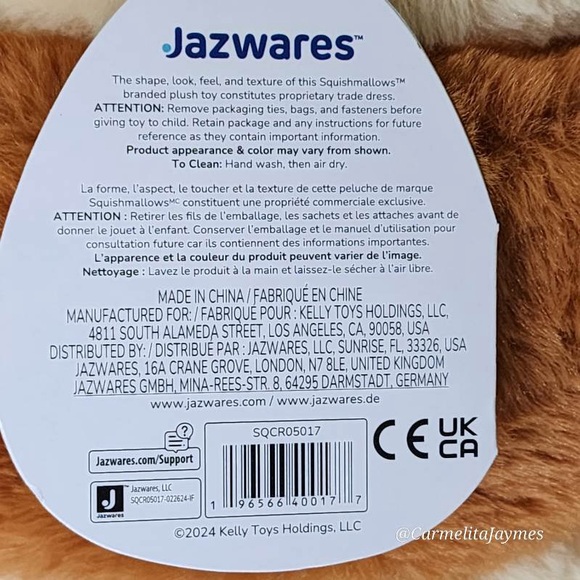 Jazwares™
The shape, look, feel, and texture of this Squishmallows™
branded plush toy constitutes proprietary trade dress.
ATTENTION: Remove packaging ties, bags, and fasteners before
giving toy to child. Retain package and any instructions for future
reference as they contain important information.
Product appearance & color may vary from shown.
To Clean: Hand wash, then air dry.
La forme, l'aspect, le toucher et la texture de cette peluche de marque
Squishmallowsᴹᶜ constituent une propriété commerciale exclusive.
ATTENTION : Retirer les fils de l'emballage, les sachets et les attaches avant de
donner le jouet à l'enfant. Conserver l'emballage et le manuel d'utilisation pour
consultation future car ils contiennent des informations importantes.
L'apparence et la couleur du produit peuvent varier de l'image.
Nettoyage : Lavez le produit à la main et laissez-le sécher à l'air libre.
MADE IN CHINA / FABRIQUÉ EN CHINE
MANUFACTURED FOR: / FABRIQUÉ POUR : KELLY TOYS HOLDINGS, LLC,
4811 SOUTH ALAMEDA STREET, LOS ANGELES, CA, 90058, USA
DISTRIBUTED BY: / DISTRIBUÉ PAR : JAZWARES, LLC, SUNRISE, FL, 33326, USA
JAZWARES, 16A CRANE GROVE, LONDON, N7 8LE, UNITED KINGDOM
JAZWARES GMBH, MINA-REES-STR. 8, 64295 DARMSTADT, GERMANY
www.jazwares.com / www.jazwares.de
?
Jazwares.com/Support
Jazwares, LLC
SQCR05017-022624-IF
Jazwares
SQCR05017
1 96566 40017 7
CE UK
CA
©2024 Kelly Toys Holdings, LLC
@CarmelitaJaymes